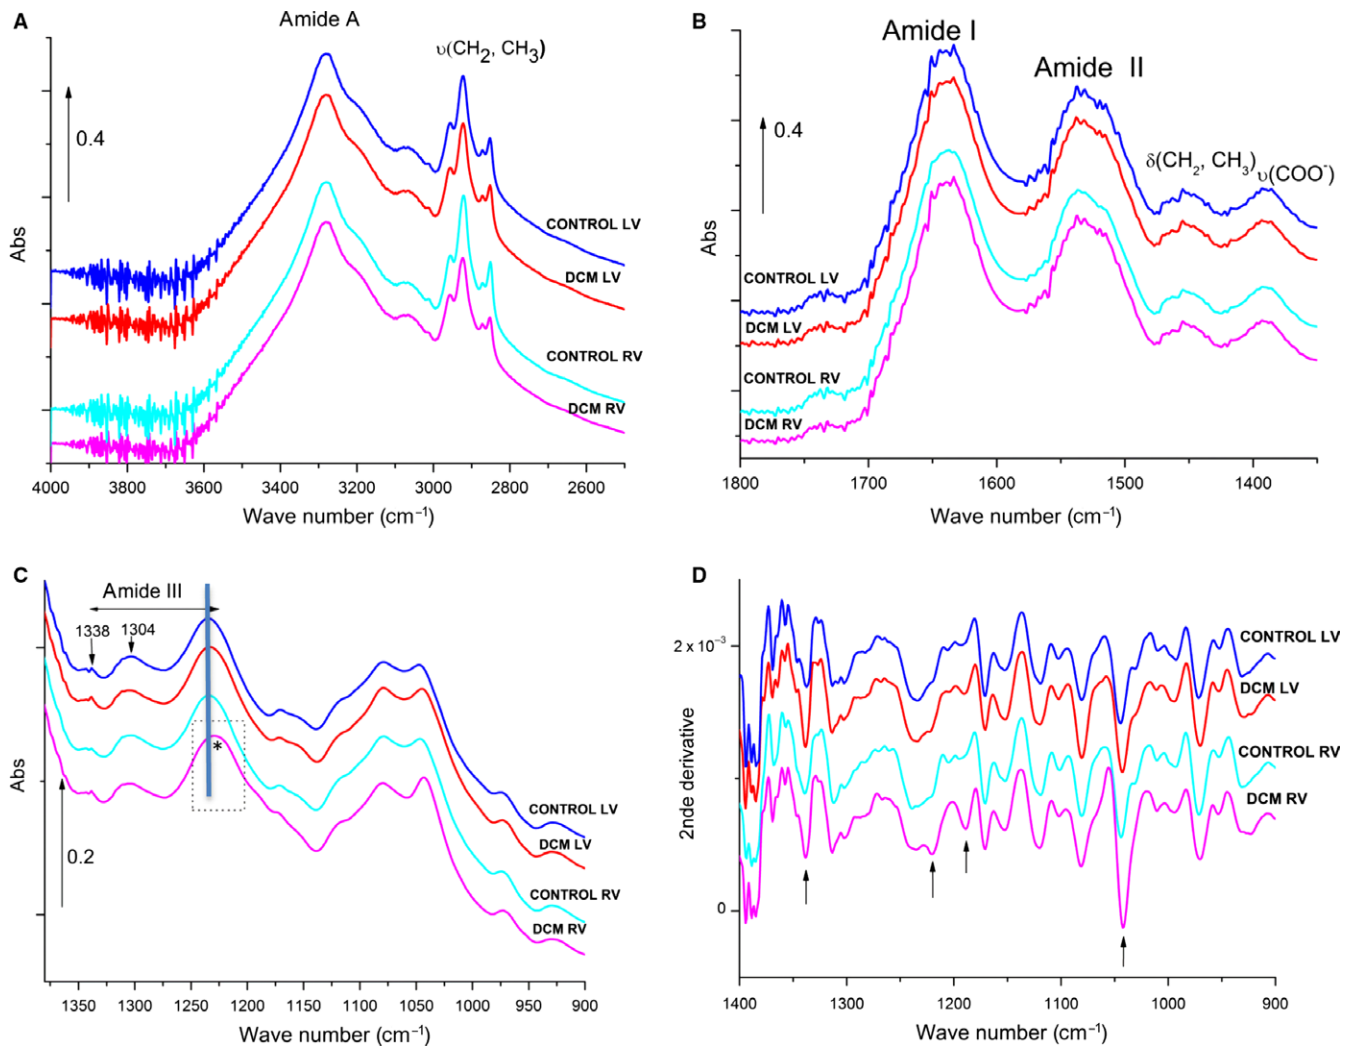 A
Amide A
υ(CH2, CH3)
0.4
CONTROL LV
DCM LV
CONTROL RV
DCM RV
Abs
4000 3800 3600 3400 3200 3000 2800 2600
Wave number (cm⁻¹)
B
Amide I
Amide II
δ(CH2, CH3)
υ(COO⁻)
0.4
CONTROL LV
DCM LV
CONTROL RV
DCM RV
Abs
1800 1700 1600 1500 1400
Wave number (cm⁻¹)
C
Amide III
1338
1304
*
0.2
CONTROL LV
DCM LV
CONTROL RV
DCM RV
Abs
1350 1300 1250 1200 1150 1100 1050 1000 950 900
Wave number (cm⁻¹)
D
2 x 10⁻³
0
CONTROL LV
DCM LV
CONTROL RV
DCM RV
2nde derivative
1400 1300 1200 1100 1000 900
Wave number (cm⁻¹)